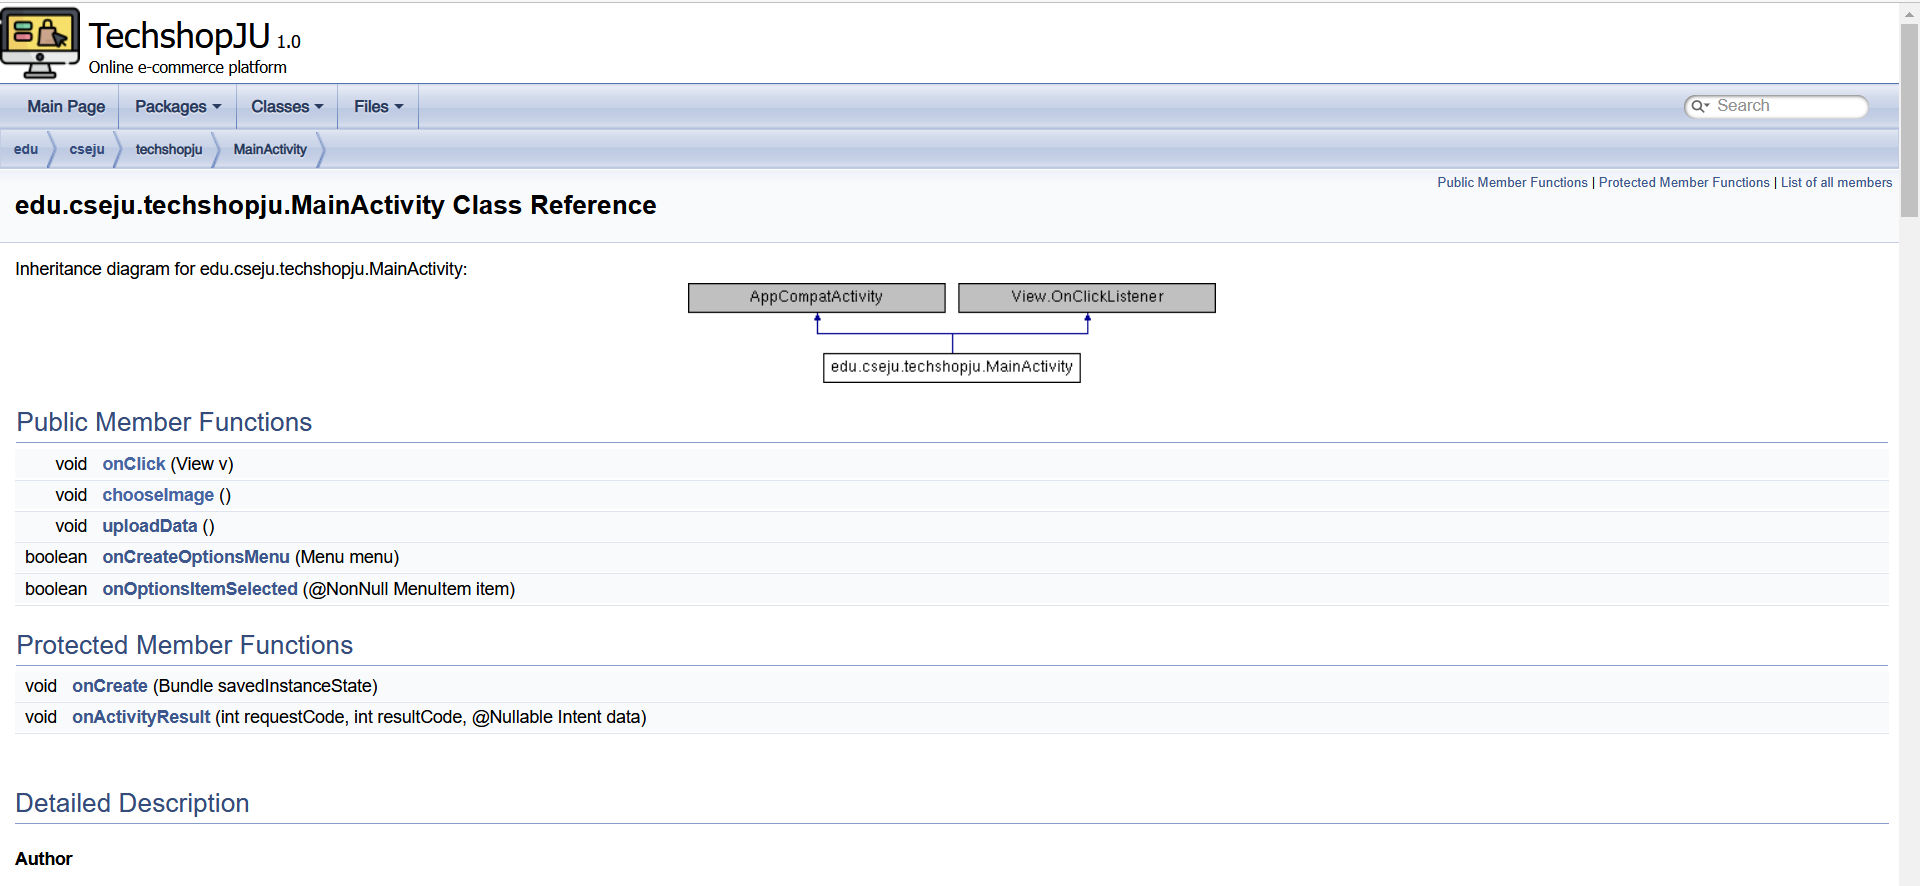 TechshopJU 1.0
Online e-commerce platform
Main Page Packages Classes Files Search
edu cseju techshopju MainActivity
Public Member Functions | Protected Member Functions | List of all members
edu.cseju.techshopju.MainActivity Class Reference
Inheritance diagram for edu.cseju.techshopju.MainActivity:
AppCompatActivity View.OnClickListener
edu.cseju.techshopju.MainActivity
Public Member Functions
void onClick (View v)
void chooseImage ()
void uploadData ()
boolean onCreateOptionsMenu (Menu menu)
boolean onOptionsItemSelected (@NonNull MenuItem item)
Protected Member Functions
void onCreate (Bundle savedInstanceState)
void onActivityResult (int requestCode, int resultCode, @Nullable Intent data)
Detailed Description
Author